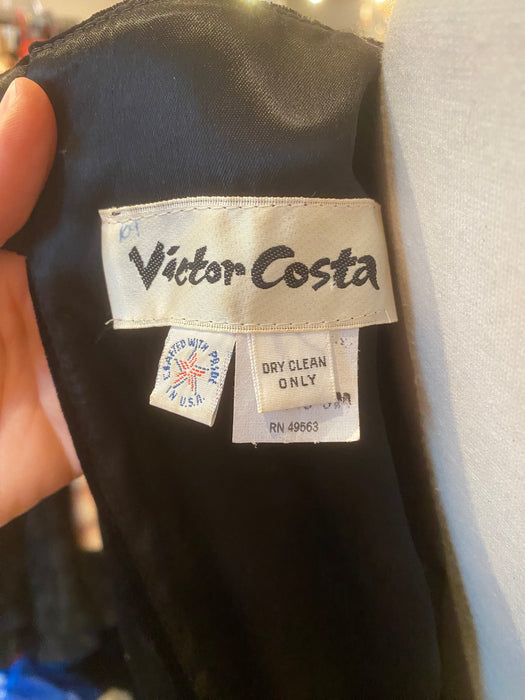 Victor Costa
CRAFTED WITH PRIDE
IN U.S.A.
DRY CLEAN
ONLY
RN 49563